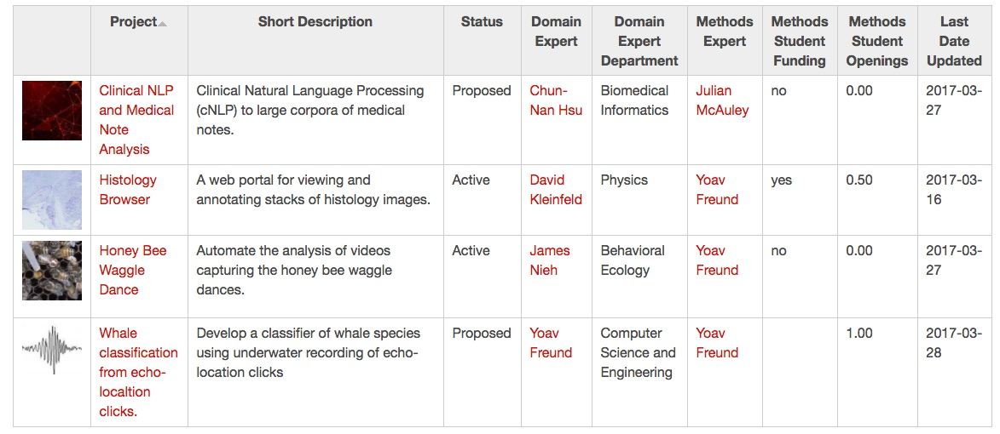 Project Short Description Status Domain Expert Domain Expert Department Methods Expert Methods Student Funding Methods Student Openings Last Date Updated
Clinical NLP and Medical Note Analysis Clinical Natural Language Processing (cNLP) to large corpora of medical notes. Proposed Chun-Nan Hsu Biomedical Informatics Julian McAuley no 0.00 2017-03-27
Histology Browser A web portal for viewing and annotating stacks of histology images. Active David Kleinfeld Physics Yoav Freund yes 0.50 2017-03-16
Honey Bee Waggle Dance Automate the analysis of videos capturing the honey bee waggle dances. Active James Nieh Behavioral Ecology Yoav Freund no 0.00 2017-03-27
Whale classification from echo-localtion clicks. Develop a classifier of whale species using underwater recording of echo-location clicks Proposed Yoav Freund Computer Science and Engineering Yoav Freund 1.00 2017-03-28